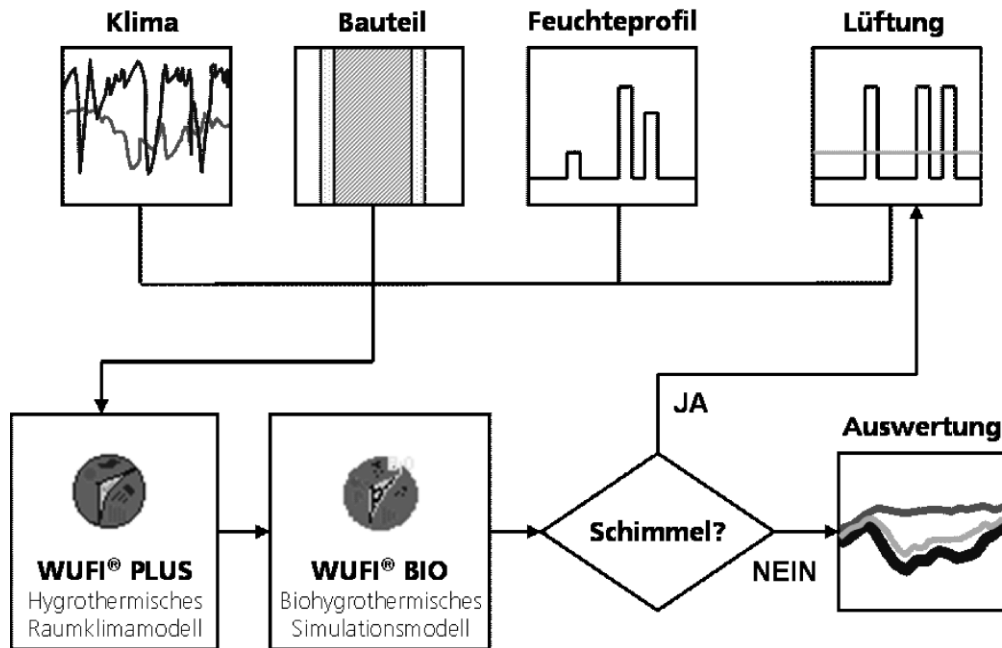 Klima
Bauteil
Feuchteprofil
Lüftung
JA
Auswertung
WUFI® PLUS
Hygrothermisches
Raumklimamodell
WUFI® BIO
Biohygrothermisches
Simulationsmodell
Schimmel?
NEIN